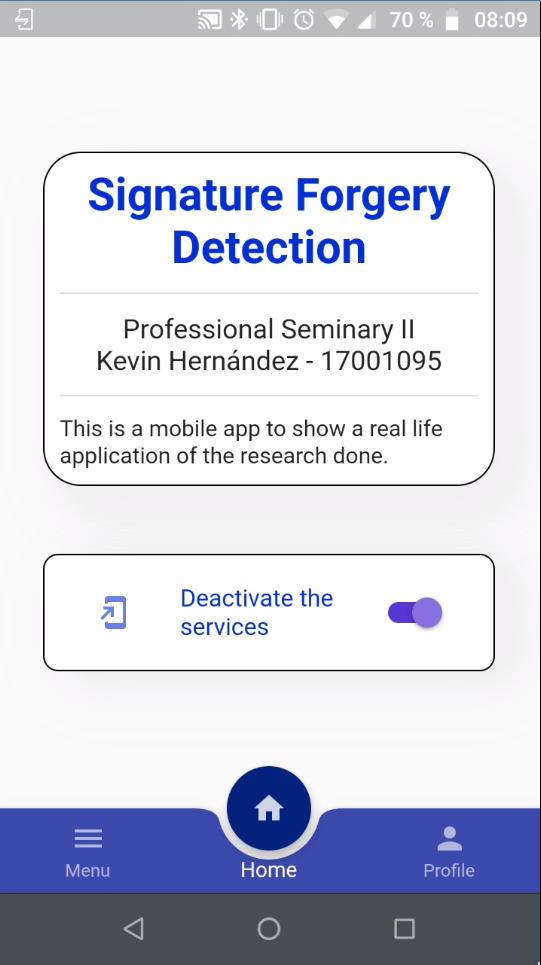 70 % 08:09
Signature Forgery
Detection
Professional Seminary II
Kevin Hernández - 17001095
This is a mobile app to show a real life
application of the research done.
Deactivate the
services
Menu
Home
Profile